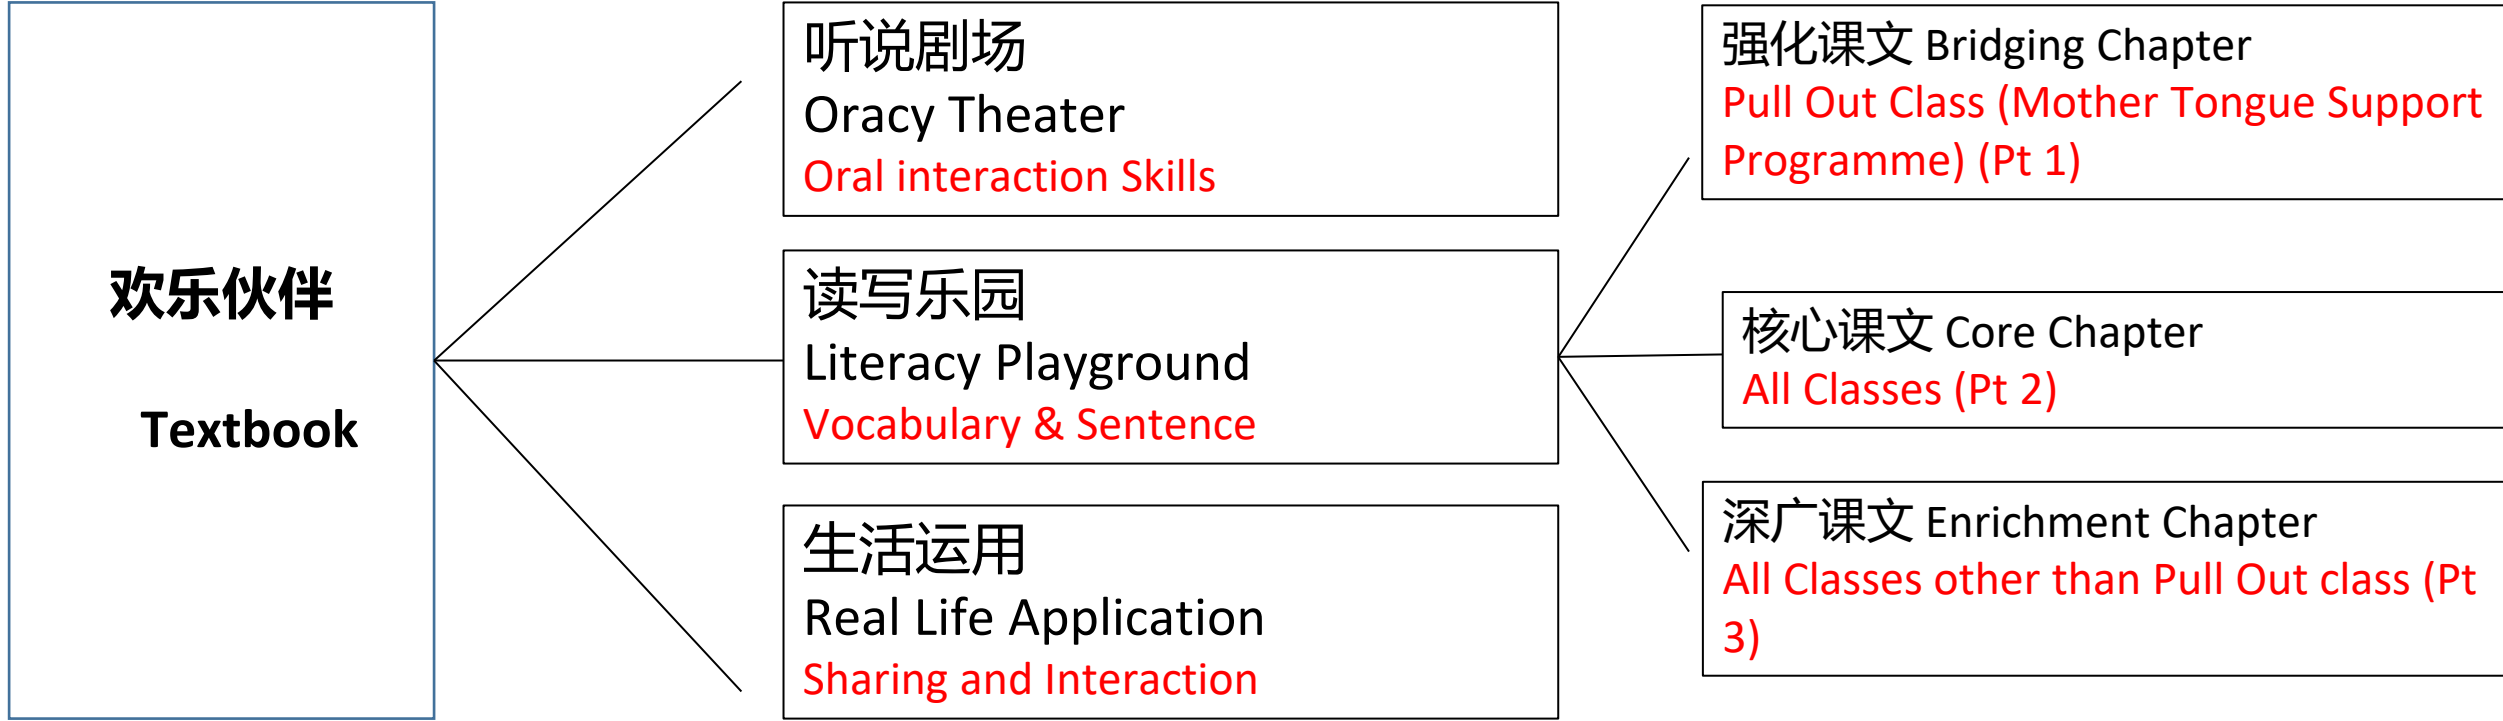 欢乐伙伴
Textbook
听说剧场
Oracy Theater
Oral interaction Skills
读写乐园
Literacy Playground
Vocabulary & Sentence
生活运用
Real Life Application
Sharing and Interaction
强化课文 Bridging Chapter
Pull Out Class (Mother Tongue Support
Programme) (Pt 1)
核心课文 Core Chapter
All Classes (Pt 2)
深广课文 Enrichment Chapter
All Classes other than Pull Out class (Pt
3)